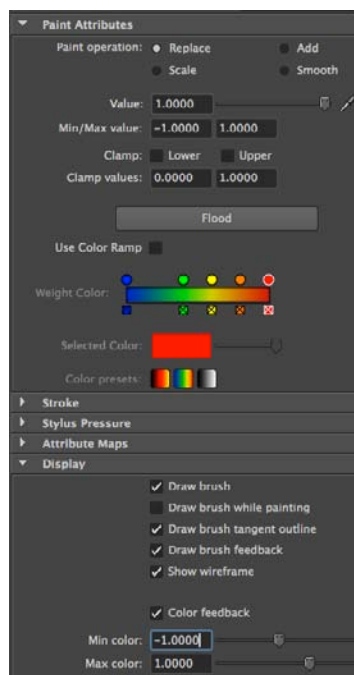 Paint Attributes
Paint operation: Replace Add
Scale Smooth
Value: 1.0000
Min/Max value: -1.0000 1.0000
Clamp: Lower Upper
Clamp values: 0.0000 1.0000
Flood
Use Color Ramp
Weight Color:
Selected Color:
Color presets:
Stroke
Stylus Pressure
Attribute Maps
Display
Draw brush
Draw brush while painting
Draw brush tangent outline
Draw brush feedback
Show wireframe
Color feedback
Min color: -1.0000
Max color: 1.0000